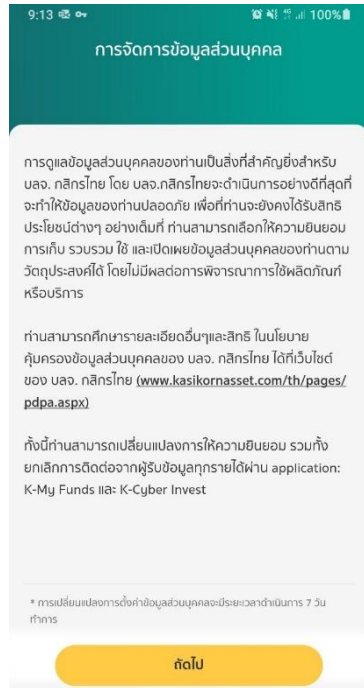 9:13 100%
การจัดการข้อมูลส่วนบุคคล
การดูแลข้อมูลส่วนบุคคลของท่านเป็นสิ่งที่สำคัญยิ่งสำหรับ
บลจ. กสิกรไทย โดย บลจ.กสิกรไทยจะดำเนินการอย่างดีที่สุดที่
จะทำให้ข้อมูลของท่านปลอดภัย เพื่อที่ท่านจะยังคงได้รับสิทธิ
ประโยชน์ต่างๆ อย่างเต็มที่ ท่านสามารถเลือกให้ความยินยอม
การเก็บ รวบรวม ใช้ และเปิดเผยข้อมูลส่วนบุคคลของท่านตาม
วัตถุประสงค์ได้ โดยไม่มีผลต่อการพิจารณาการใช้ผลิตภัณฑ์
หรือบริการ
ท่านสามารถศึกษารายละเอียดอื่นๆและสิทธิ ในนโยบาย
คุ้มครองข้อมูลส่วนบุคคลของ บลจ. กสิกรไทย ได้ที่เว็บไซต์
ของ บลจ. กสิกรไทย (www.kasikornasset.com/th/pages/
pdpa.aspx)
ทั้งนี้ท่านสามารถเปลี่ยนแปลงการให้ความยินยอม รวมทั้ง
ยกเลิกการติดต่อจากผู้รับข้อมูลทุกรายได้ผ่าน application:
K-My Funds และ K-Cyber Invest
* การเปลี่ยนแปลงการตั้งค่าข้อมูลส่วนบุคคลจะมีระยะเวลาดำเนินการ 7 วัน
ทำการ
ถัดไป